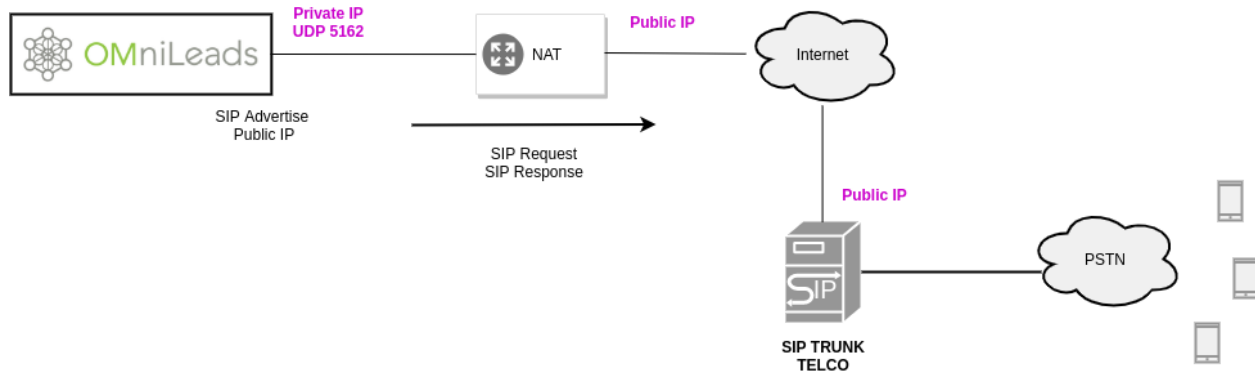 Private IP
UDP 5162
Public IP
OMniLeads
NAT
Internet
SIP Advertise
Public IP
SIP Request
SIP Response
Public IP
SIP
PSTN
SIP TRUNK
TELCO